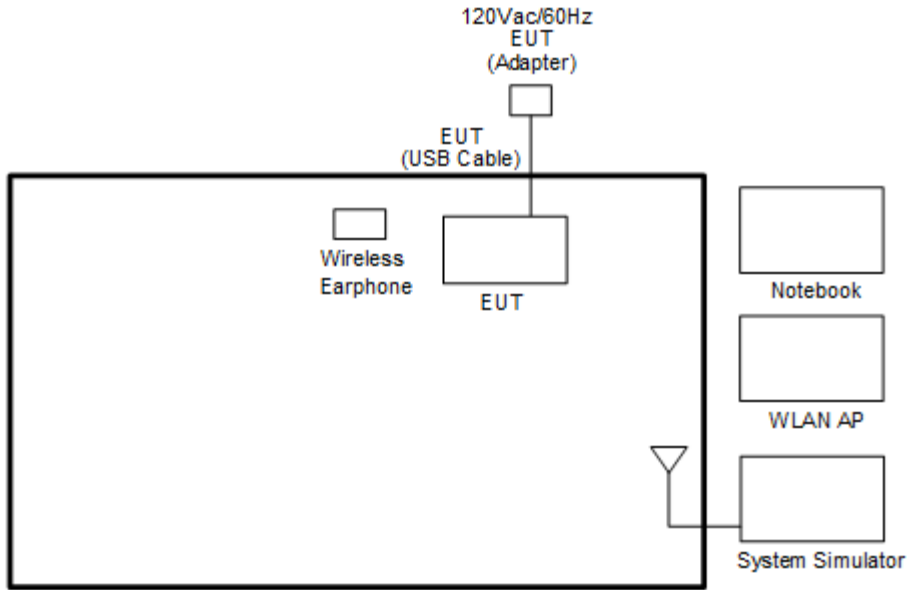 120Vac/60Hz
EUT
(Adapter)
EUT
(USB Cable)
Wireless
Earphone
EUT
Notebook
WLAN AP
System Simulator